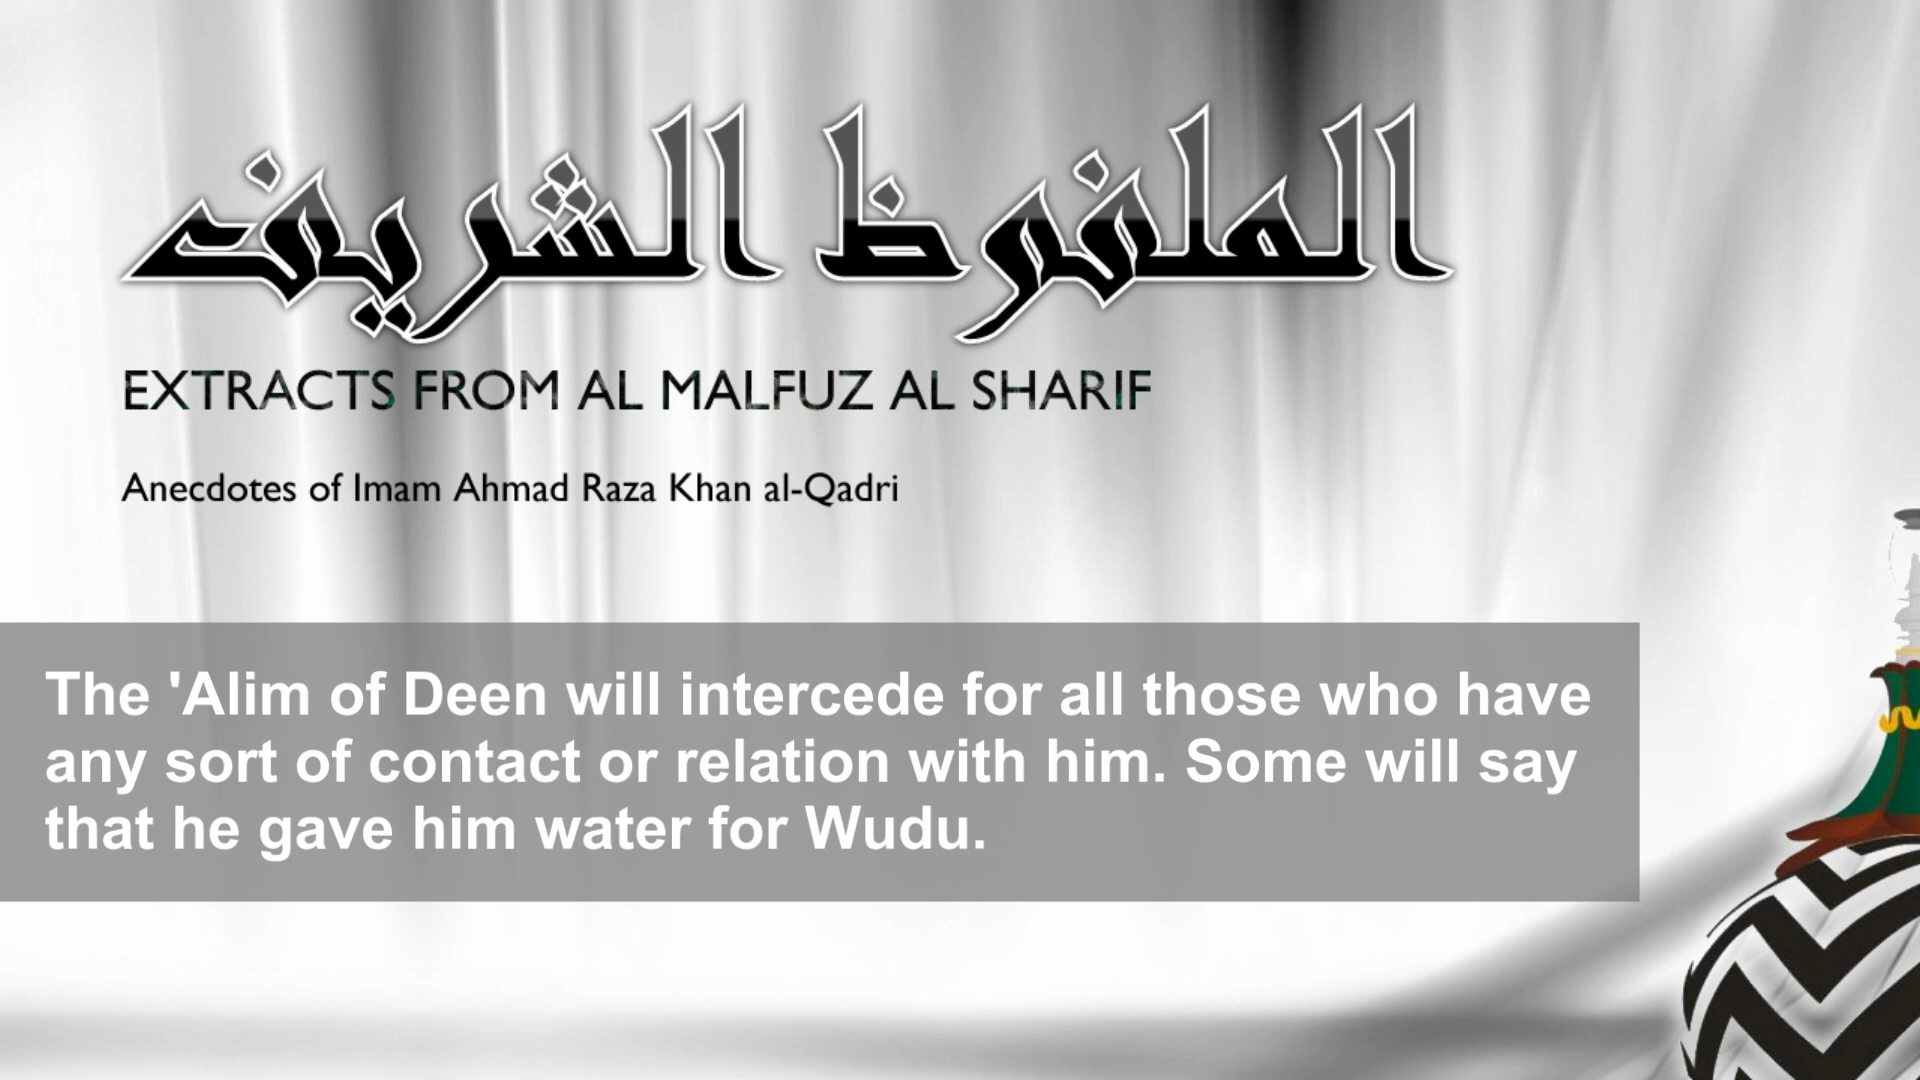 الملفوظ الشريف
EXTRACTS FROM AL MALFUZ AL SHARIF
Anecdotes of Imam Ahmad Raza Khan al-Qadri
The 'Alim of Deen will intercede for all those who have
any sort of contact or relation with him. Some will say
that he gave him water for Wudu.